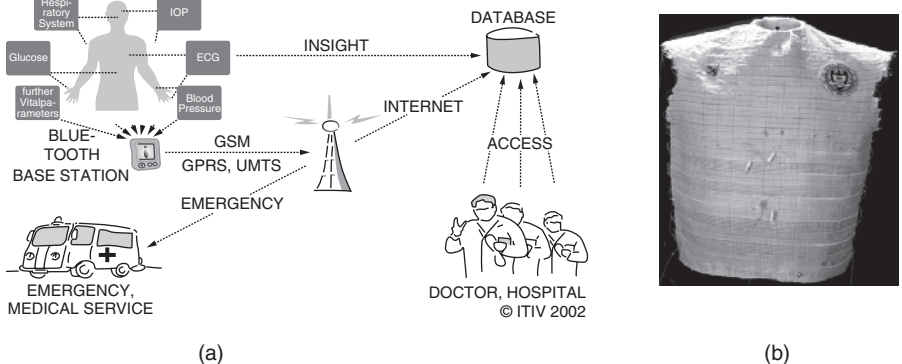 Respi-
ratory
System
IOP
Glucose
ECG
further
Vitalpa-
rameters
Blood
Pressure
BLUE-
TOOTH
BASE STATION
GSM
GPRS, UMTS
EMERGENCY
EMERGENCY,
MEDICAL SERVICE
INSIGHT
INTERNET
DATABASE
ACCESS
DOCTOR, HOSPITAL
© ITIV 2002
(a)
(b)